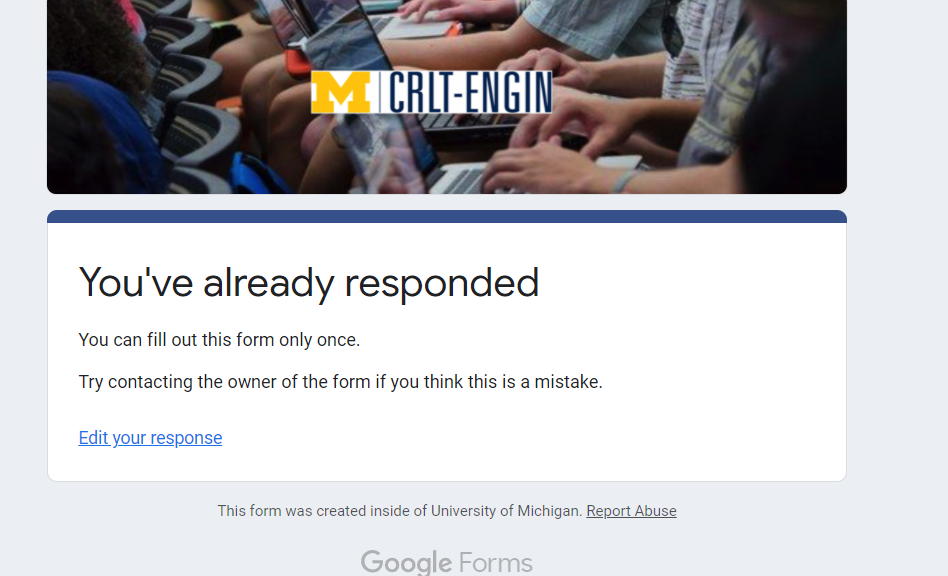 M CRLT-ENGIN
You've already responded
You can fill out this form only once.
Try contacting the owner of the form if you think this is a mistake.
Edit your response
This form was created inside of University of Michigan. Report Abuse
Google Forms